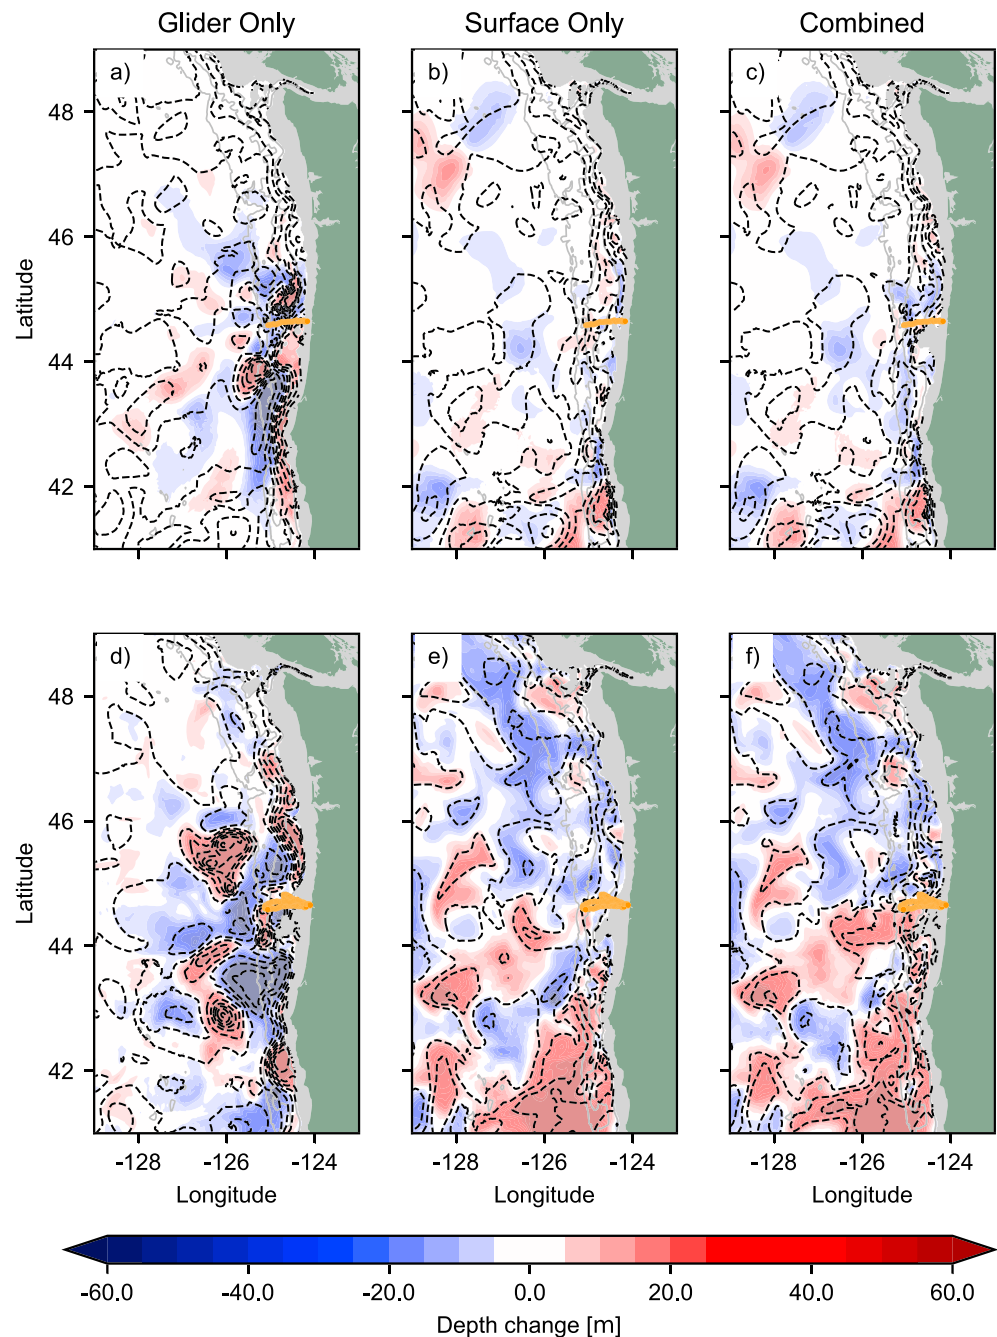 Glider Only Surface Only Combined
a) b) c)
48
46
44
42
Latitude
d) e) f)
48
46
44
42
Latitude
-128 -126 -124 -128 -126 -124 -128 -126 -124
Longitude Longitude Longitude
-60.0 -40.0 -20.0 0.0 20.0 40.0 60.0
Depth change [m]